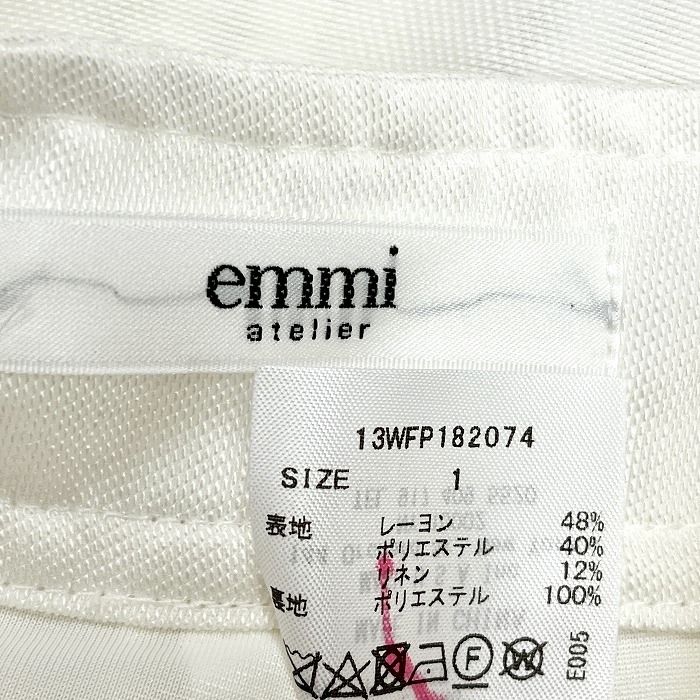 emmi
atelier
13WFP182074
SIZE 1
表地 レーヨン 48%
ポリエステル 40%
リネン 12%
裏地 ポリエステル 100%
F
W
E005